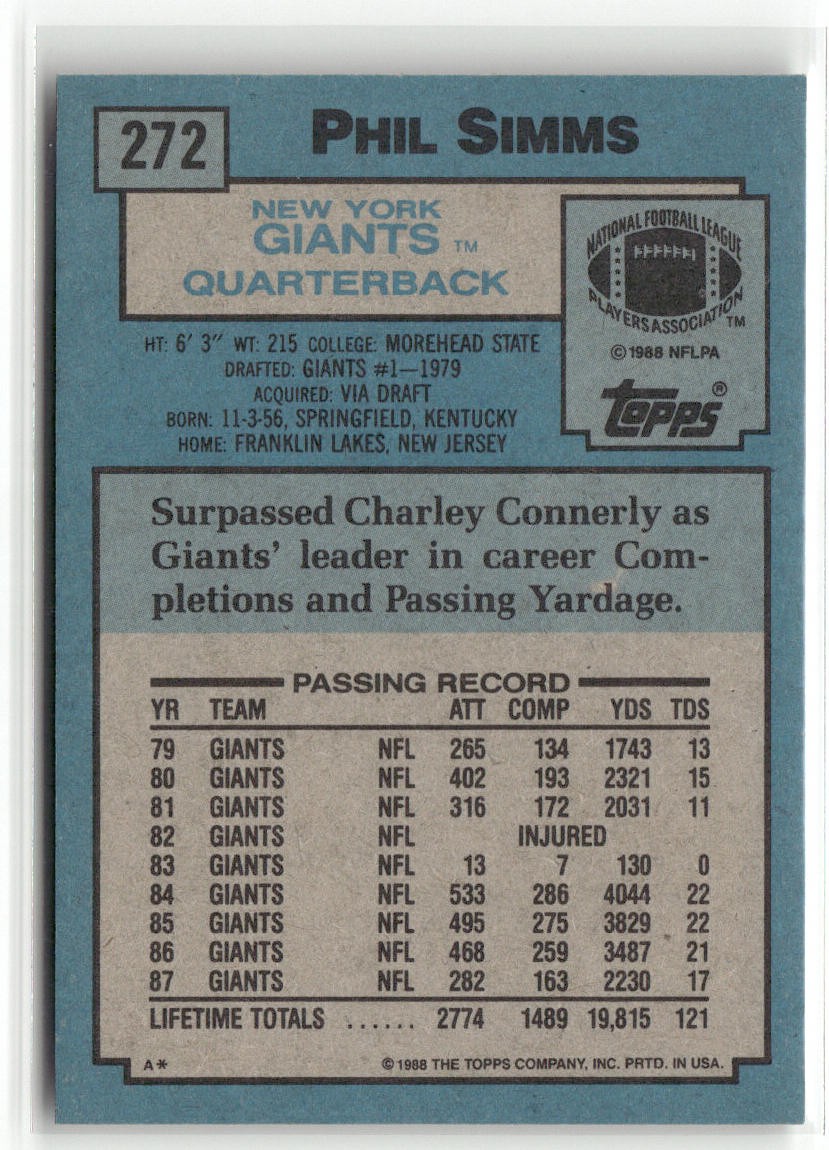 272
PHIL SIMMS
NEW YORK
GIANTS TM
QUARTERBACK
NATIONAL FOOTBALL LEAGUE
PLAYERS ASSOCIATION TM
© 1988 NFLPA
topps®
HT: 6' 3" WT: 215 COLLEGE: MOREHEAD STATE
DRAFTED: GIANTS #1—1979
ACQUIRED: VIA DRAFT
BORN: 11-3-56, SPRINGFIELD, KENTUCKY
HOME: FRANKLIN LAKES, NEW JERSEY
Surpassed Charley Connerly as
Giants' leader in career Com-
pletions and Passing Yardage.
PASSING RECORD
YR TEAM ATT COMP YDS TDS
79 GIANTS NFL 265 134 1743 13
80 GIANTS NFL 402 193 2321 15
81 GIANTS NFL 316 172 2031 11
82 GIANTS NFL INJURED
83 GIANTS NFL 13 7 130 0
84 GIANTS NFL 533 286 4044 22
85 GIANTS NFL 495 275 3829 22
86 GIANTS NFL 468 259 3487 21
87 GIANTS NFL 282 163 2230 17
LIFETIME TOTALS ...... 2774 1489 19,815 121
A* © 1988 THE TOPPS COMPANY, INC. PRTD. IN USA.